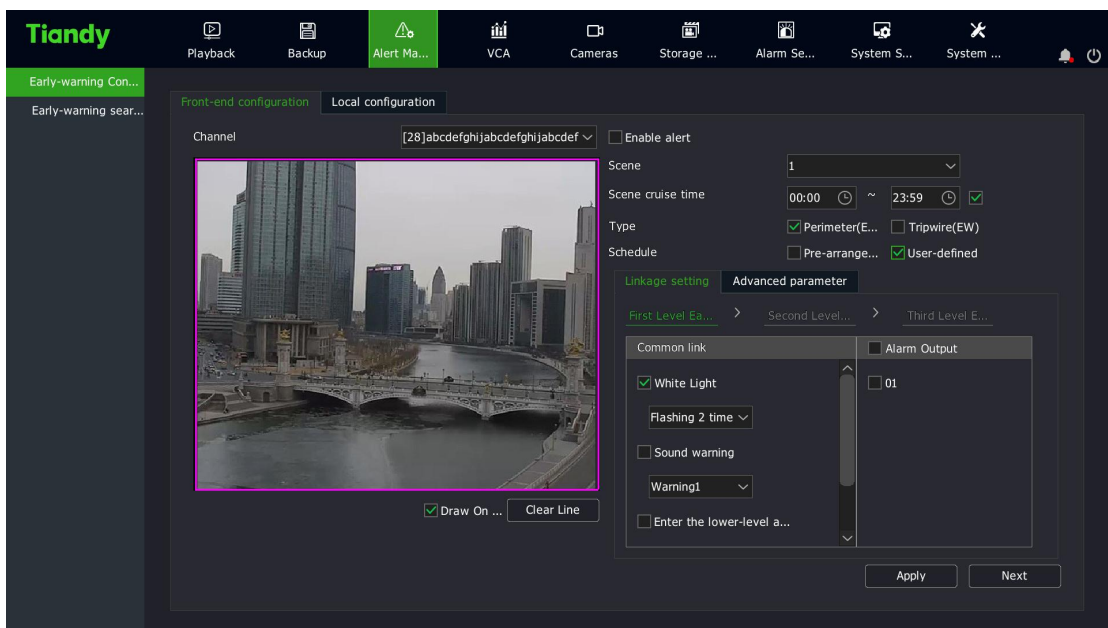 Tiandy
Playback
Backup
Alert Ma...
VCA
Cameras
Storage ...
Alarm Se...
System S...
System ...
Early-warning Con...
Early-warning sear...
Front-end configuration
Local configuration
Channel
[28]abcdefghijabcdefghijabcdef
Enable alert
Scene
1
Scene cruise time
00:00 ~ 23:59
Type
Perimeter(E...
Tripwire(EW)
Schedule
Pre-arrange...
User-defined
Linkage setting
Advanced parameter
First Level Ea... > Second Level... > Third Level E...
Common link
Alarm Output
White Light
01
Flashing 2 time
Sound warning
Warning1
Enter the lower-level a...
Draw On ...
Clear Line
Apply
Next